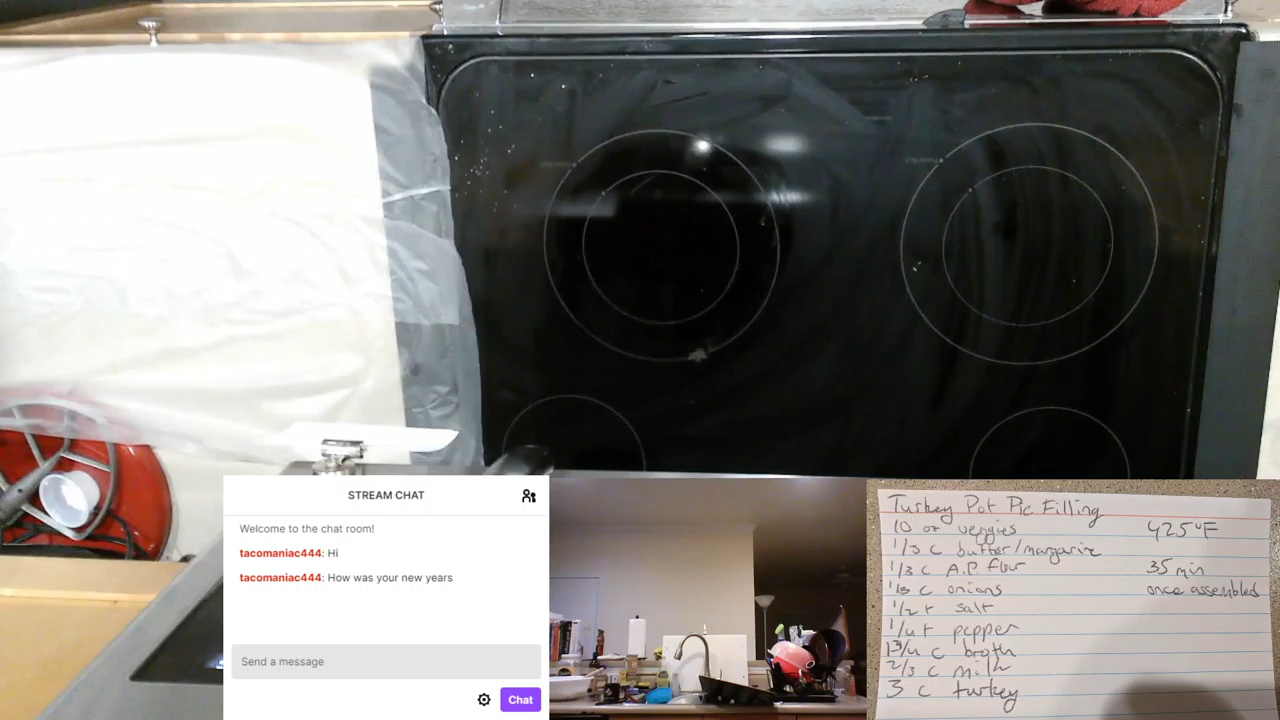 STREAM CHAT
Welcome to the chat room!
tacomaniac444: Hi
tacomaniac444: How was your new years
Send a message
Chat
Turkey Pot Pie Filling
10 oz veggies
425°F
1/3 c butter/margarine
1/3 c A.P. flour
35 min
1/3 c onions
once assembled
1/2 t salt
1/4 t pepper
1 3/4 c broth
2/3 c milk
3 c turkey